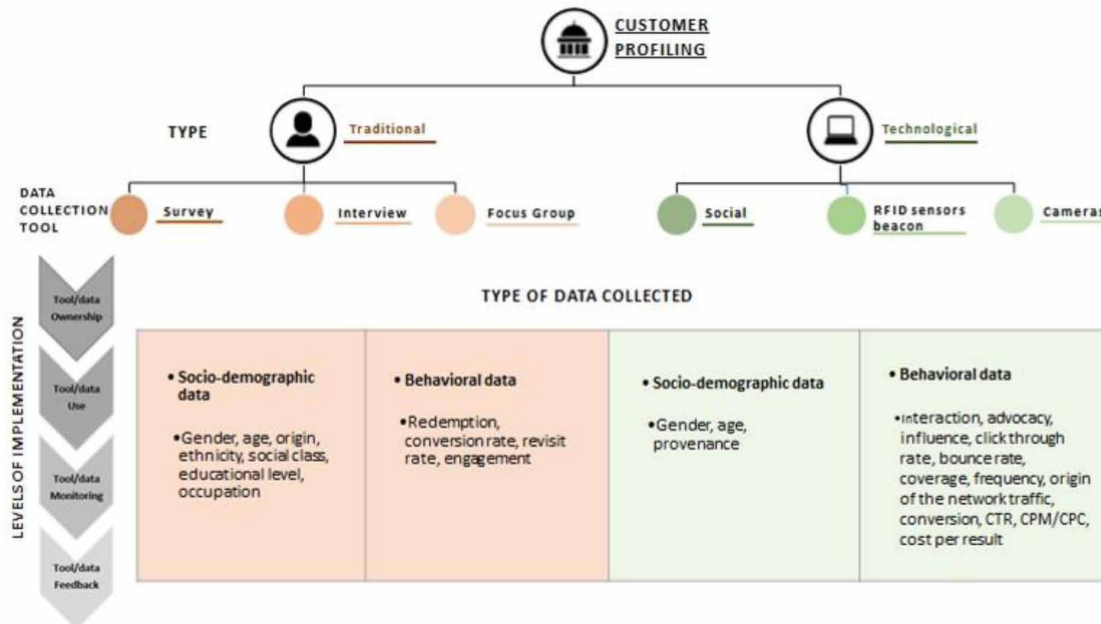 CUSTOMER
PROFILING
TYPE
Traditional
Technological
DATA
COLLECTION
TOOL
Survey
Interview
Focus Group
Social
RFID sensors
beacon
Cameras
LEVELS OF IMPLEMENTATION
Tool/data
Ownership
Tool/data
Use
Tool/data
Monitoring
Tool/data
Feedback
TYPE OF DATA COLLECTED
• Socio-demographic
data
•Gender, age, origin,
ethnicity, social class,
educational level,
occupation
• Behavioral data
•Redemption,
conversion rate, revisit
rate, engagement
• Socio-demographic data
•Gender, age,
provenance
• Behavioral data
•Interaction, advocacy,
influence, click through
rate, bounce rate,
coverage, frequency, origin
of the network traffic,
conversion, CTR, CPM/CPC,
cost per result